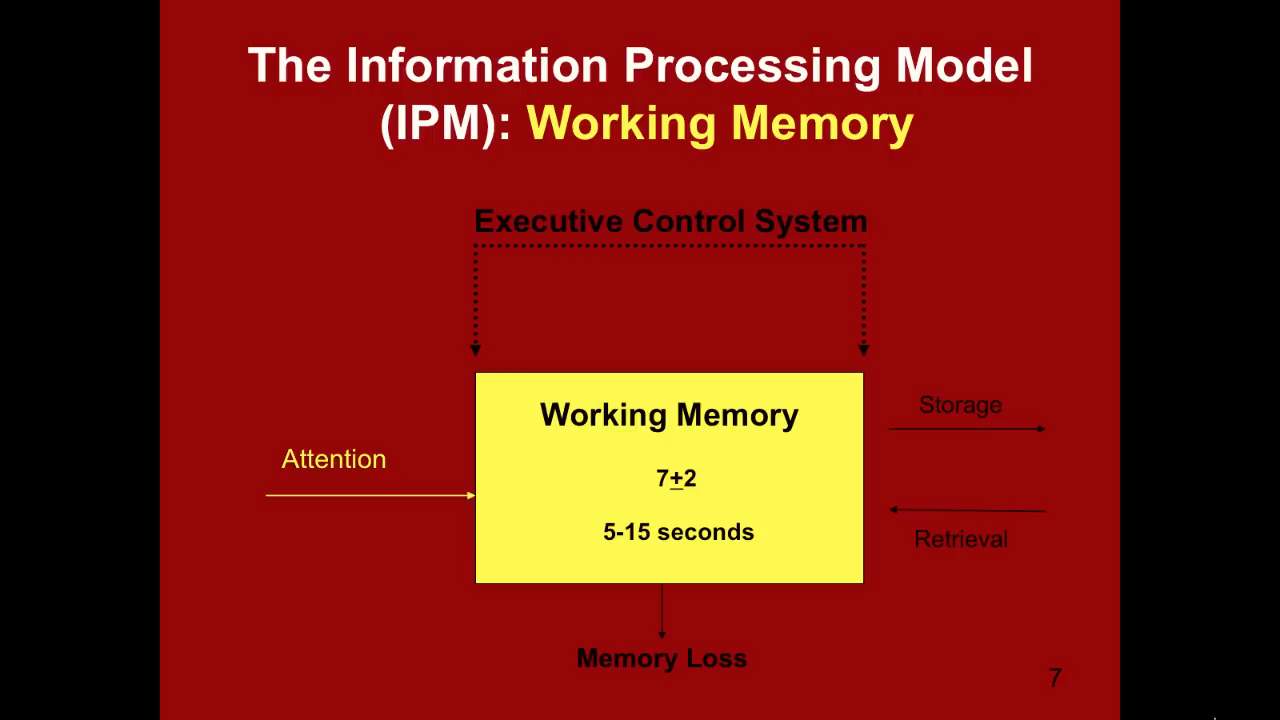 The Information Processing Model
(IPM): Working Memory
Executive Control System
Working Memory
7±2
5-15 seconds
Attention
Storage
Retrieval
Memory Loss
7